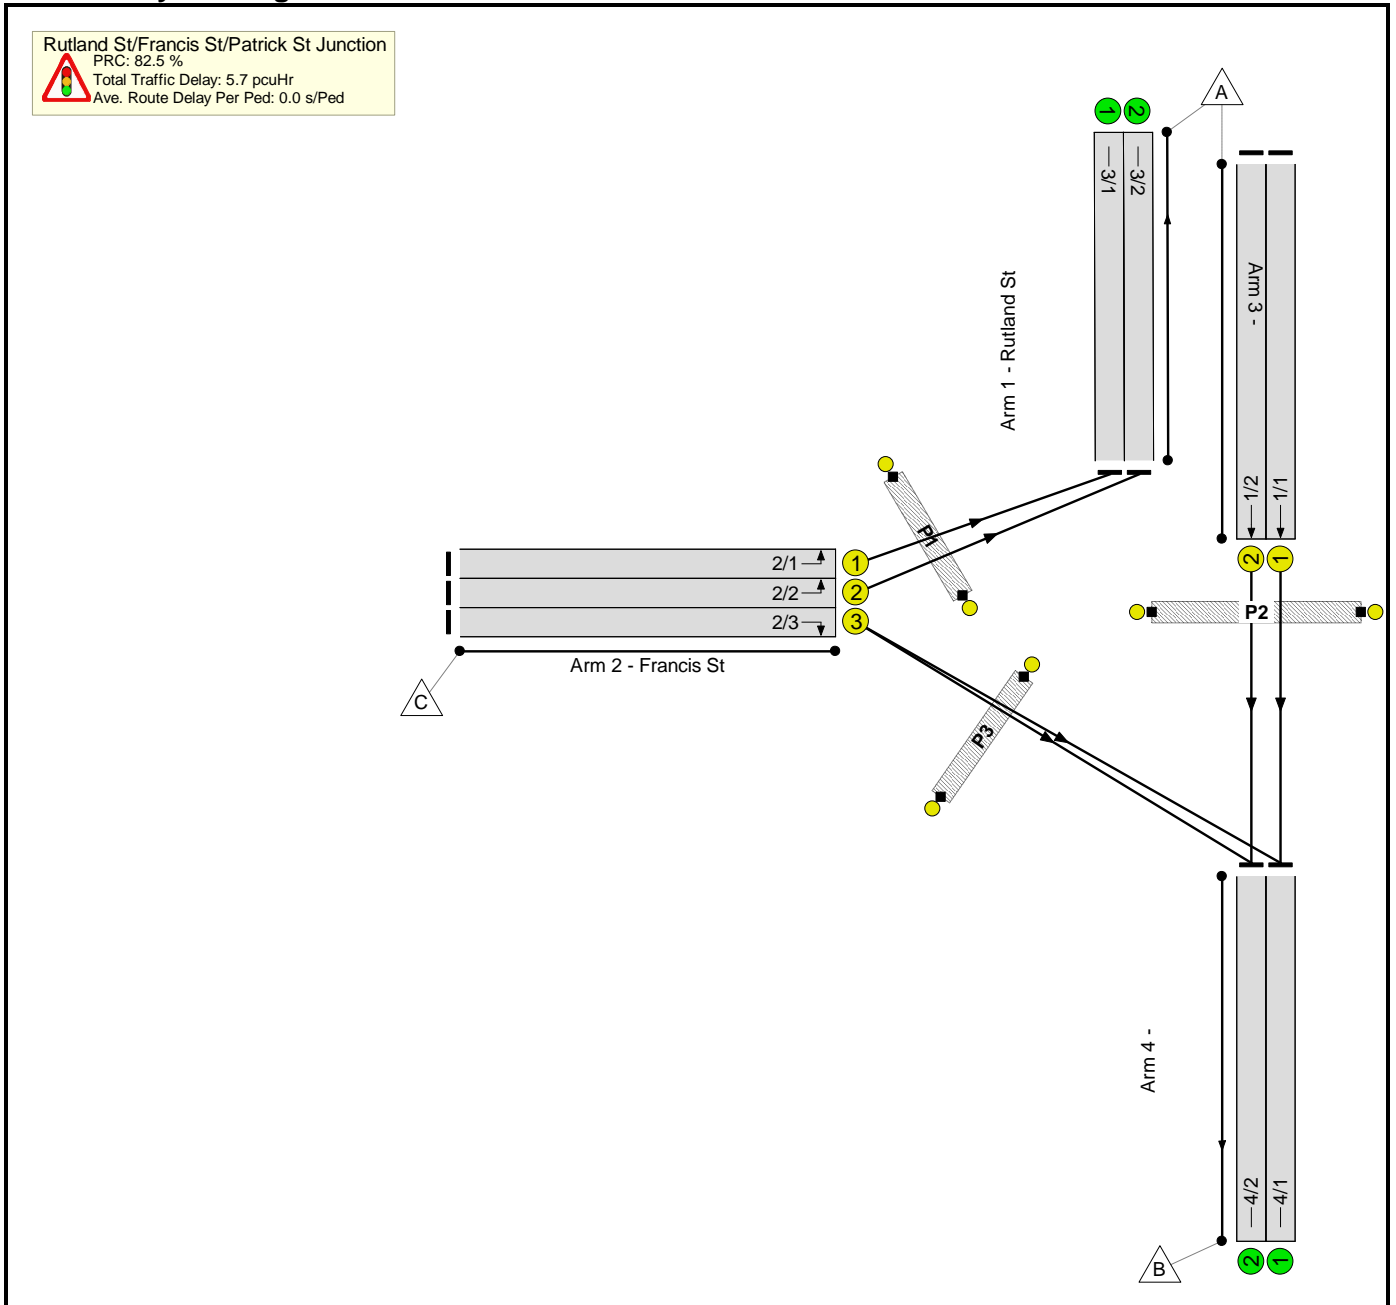 Rutland St/Francis St/Patrick St Junction
PRC: 82.5 %
Total Traffic Delay: 5.7 pcuHr
Ave. Route Delay Per Ped: 0.0 s/Ped
A
1
2
3/1
3/2
Arm 1 - Rutland St
Arm 3 -
1/2
1/1
2
1
P1
P2
2/1
2/2
2/3
1
2
3
Arm 2 - Francis St
C
P3
Arm 4 -
4/2
4/1
2
1
B